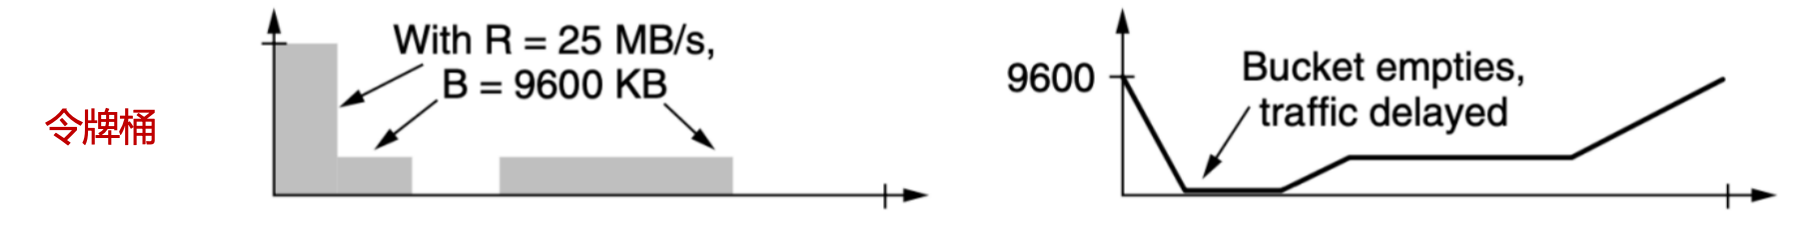 令牌桶
With R = 25 MB/s,
B = 9600 KB
9600
Bucket empties,
traffic delayed